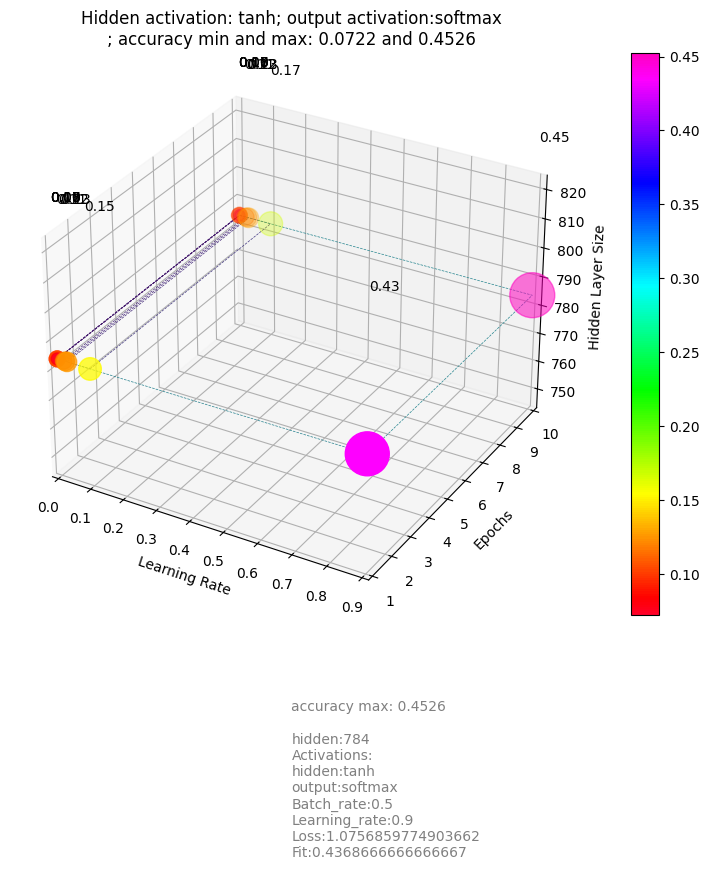 Hidden activation: tanh; output activation:softmax
; accuracy min and max: 0.0722 and 0.4526
0.17
0.45
0.15
0.43
0.45
0.40
0.35
0.30
0.25
0.20
0.15
0.10
820
810
800
790
780
770
760
750
Hidden Layer Size
0.0
0.1
0.2
0.3
0.4
0.5
0.6
0.7
0.8
0.9
Learning Rate
1
2
3
4
5
6
7
8
9
10
Epochs
accuracy max: 0.4526
hidden:784
Activations:
hidden:tanh
output:softmax
Batch_rate:0.5
Learning_rate:0.9
Loss:1.0756859774903662
Fit:0.4368666666666667